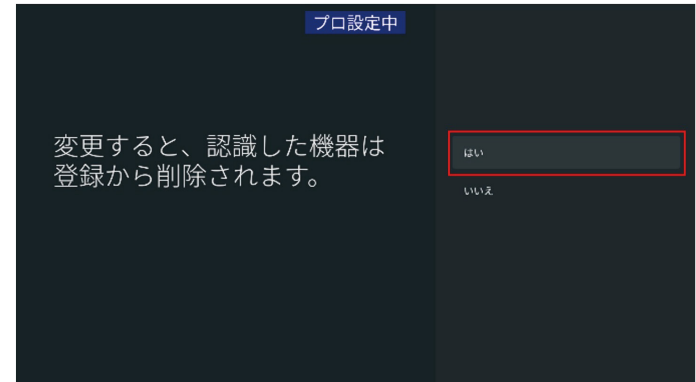 プロ設定中
変更すると、認識した機器は
登録から削除されます。
はい
いいえ